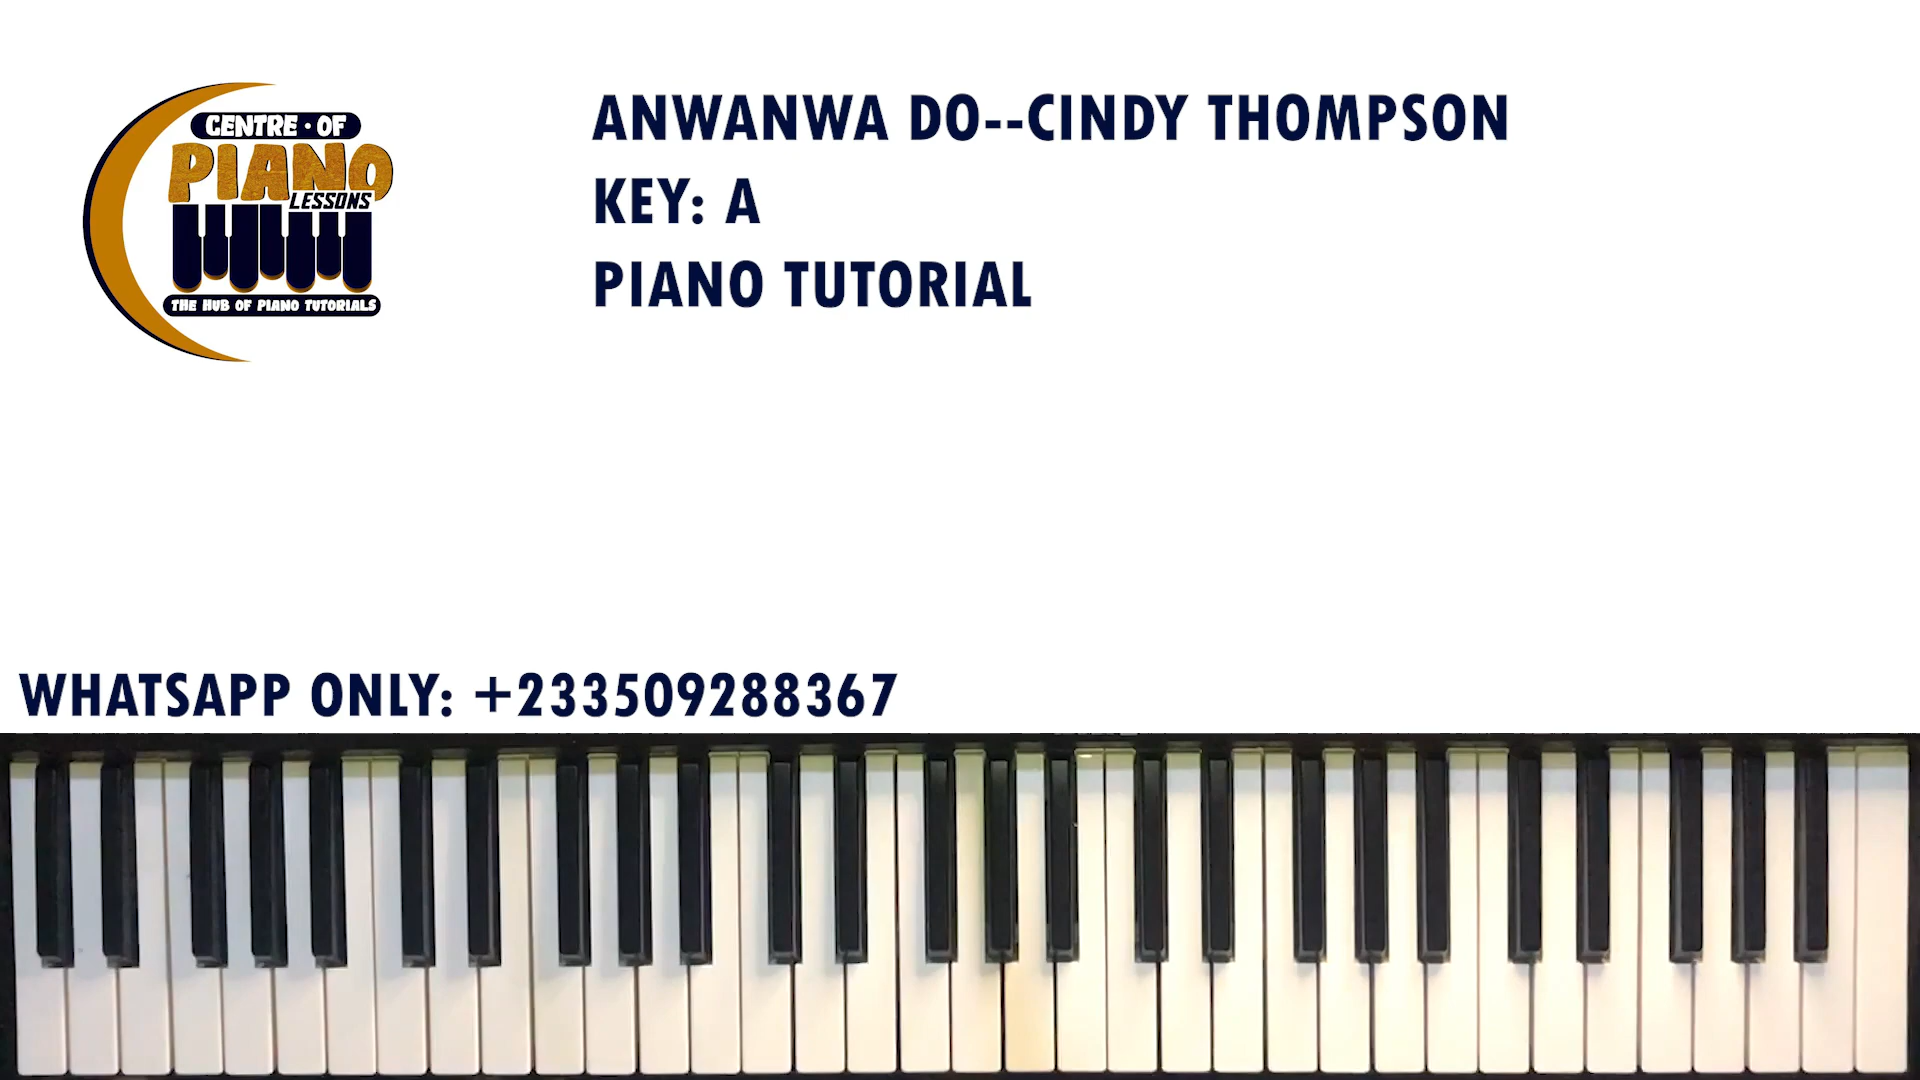 CENTRE · OF
PIANO
LESSONS
THE HUB OF PIANO TUTORIALS
ANWANWA DO--CINDY THOMPSON
KEY: A
PIANO TUTORIAL
WHATSAPP ONLY: +233509288367